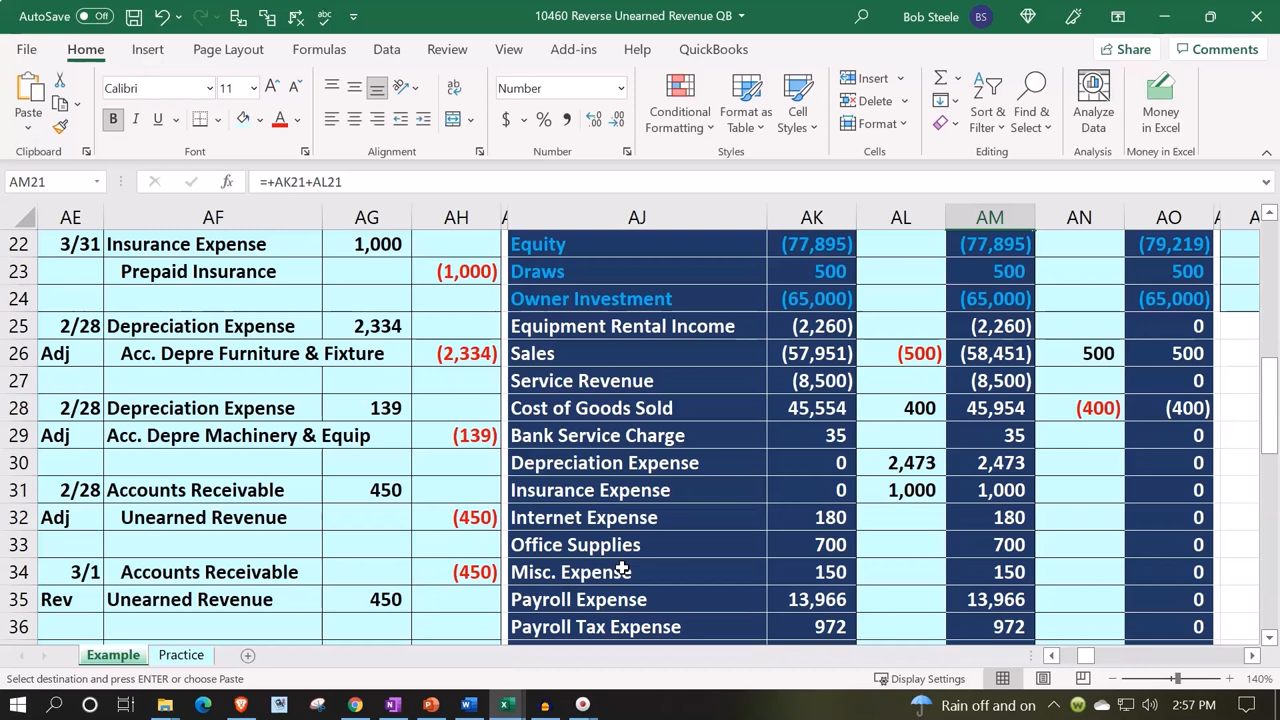 AutoSave Off 10460 Reverse Unearned Revenue QB Bob Steele BS
File Home Insert Page Layout Formulas Data Review View Add-ins Help QuickBooks Share Comments
Paste Calibri 11 Number Conditional Formatting Format as Table Cell Styles Insert Delete Format Sort & Filter Find & Select Analyze Data Money in Excel
Clipboard Font Alignment Number Styles Cells Editing Analysis Money in Excel
AM21 =+AK21+AL21
AE AF AG AH AJ AK AL AM AN AO
22 3/31 Insurance Expense 1,000 Equity (77,895) (77,895) (79,219)
23 Prepaid Insurance (1,000) Draws 500 500 500
24 Owner Investment (65,000) (65,000) (65,000)
25 2/28 Depreciation Expense 2,334 Equipment Rental Income (2,260) (2,260) 0
26 Adj Acc. Depre Furniture & Fixture (2,334) Sales (57,951) (500) (58,451) 500 500
27 Service Revenue (8,500) (8,500) 0
28 2/28 Depreciation Expense 139 Cost of Goods Sold 45,554 400 45,954 (400) (400)
29 Adj Acc. Depre Machinery & Equip (139) Bank Service Charge 35 35 0
30 Depreciation Expense 0 2,473 2,473 0
31 2/28 Accounts Receivable 450 Insurance Expense 0 1,000 1,000 0
32 Adj Unearned Revenue (450) Internet Expense 180 180 0
33 Office Supplies 700 700 0
34 3/1 Accounts Receivable (450) Misc. Expense 150 150 0
35 Rev Unearned Revenue 450 Payroll Expense 13,966 13,966 0
36 Payroll Tax Expense 972 972 0
Example Practice
Select destination and press ENTER or choose Paste Display Settings 140%
Rain off and on 2:57 PM